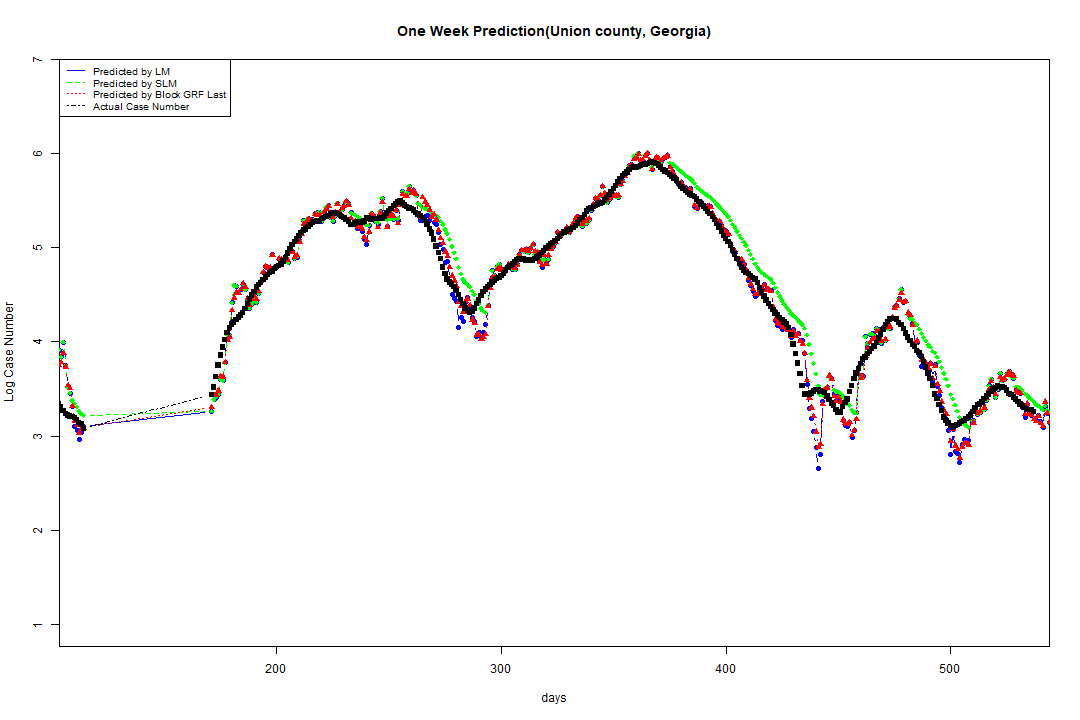 One Week Prediction(Union county, Georgia)
Predicted by LM
Predicted by SLM
Predicted by Block GRF Last
Actual Case Number
7
6
5
4
3
2
1
Log Case Number
200 300 400 500
days